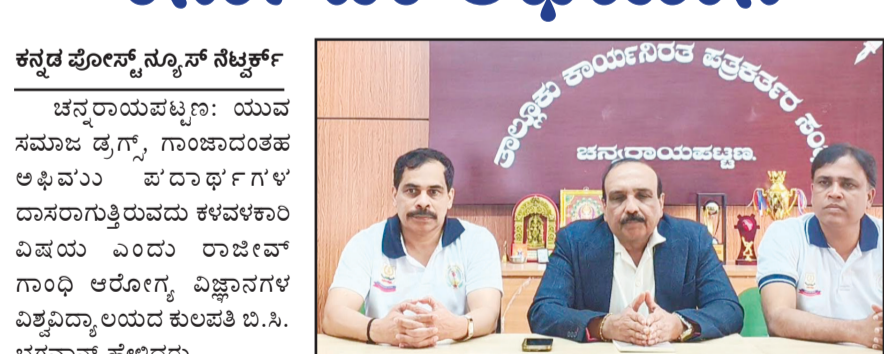 ಕನ್ನಡ ಪೋಸ್ಟ್ ನ್ಯೂಸ್ ನೆಟ್ವರ್ಕ್
ಚನ್ನರಾಯಪಟ್ಟಣ: ಯುವ
ಸಮಾಜ ಡ್ರಗ್ಸ್, ಗಾಂಜಾದಂತಹ
ಅಫಿಮು ಪದಾರ್ಥಗಳ
ದಾಸರಾಗುತ್ತಿರುವದು ಕಳವಳಕಾರಿ
ವಿಷಯ ಎಂದು ರಾಜೀವ್
ಗಾಂಧಿ ಆರೋಗ್ಯ ವಿಜ್ಞಾನಗಳ
ವಿಶ್ವವಿದ್ಯಾಲಯದ ಕುಲಪತಿ ಬಿ.ಸಿ.
ತಾಲ್ಲೂಕು ಕಾರ್ಯನಿರತ ಪತ್ರಕರ್ತರ
ಚನ್ನರಾಯಪಟ್ಟಣ.